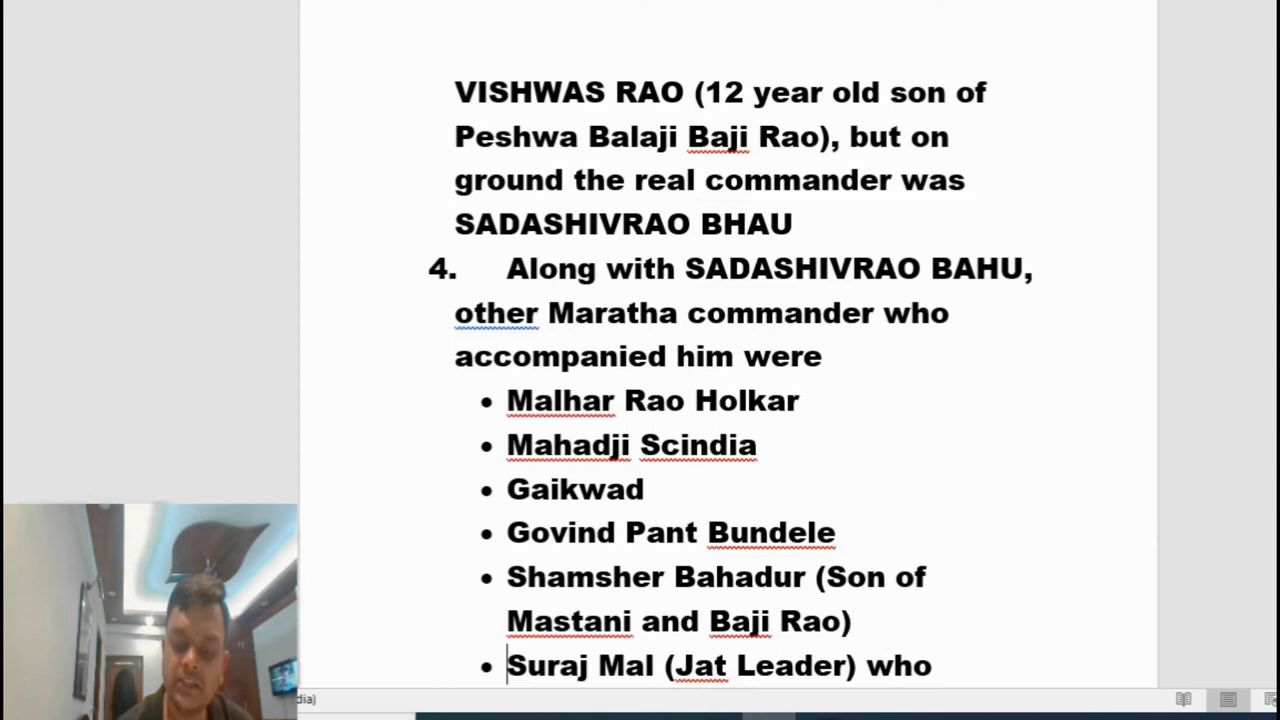 VISHWAS RAO (12 year old son of
Peshwa Balaji Baji Rao), but on
ground the real commander was
SADASHIVRAO BHAU
4. Along with SADASHIVRAO BAHU,
other Maratha commander who
accompanied him were
• Malhar Rao Holkar
• Mahadji Scindia
• Gaikwad
• Govind Pant Bundele
• Shamsher Bahadur (Son of
Mastani and Baji Rao)
• Suraj Mal (Jat Leader) who
dia)